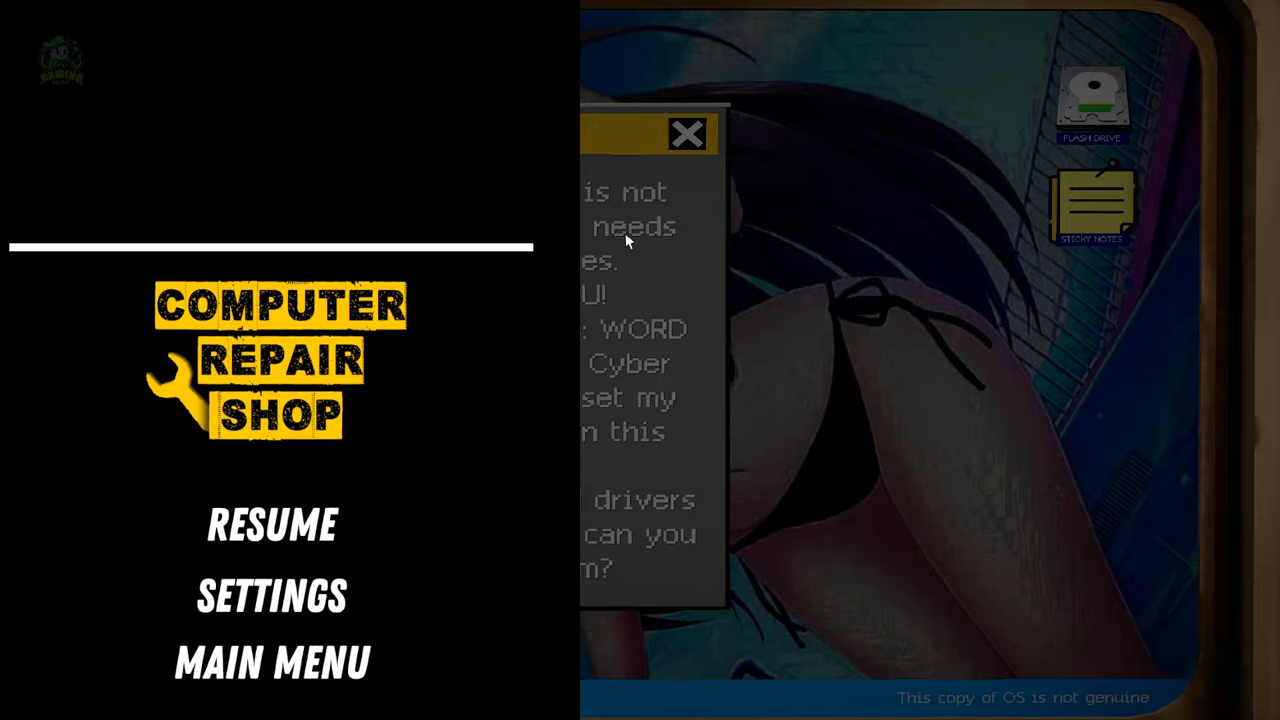 GAMING
COMPUTER
REPAIR
SHOP
RESUME
SETTINGS
MAIN MENU
is not
needs
es.
U!
: WORD
Cyber
set my
n this
drivers
can you
m?
FLASH DRIVE
STICKY NOTES
This copy of OS is not genuine